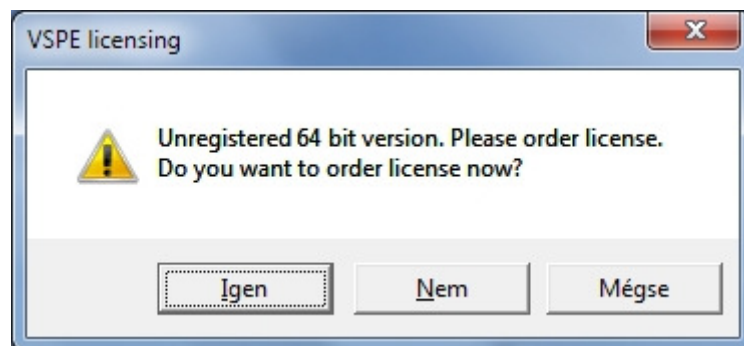 VSPE licensing
Unregistered 64 bit version. Please order license.
Do you want to order license now?
Igen
Nem
Mégse